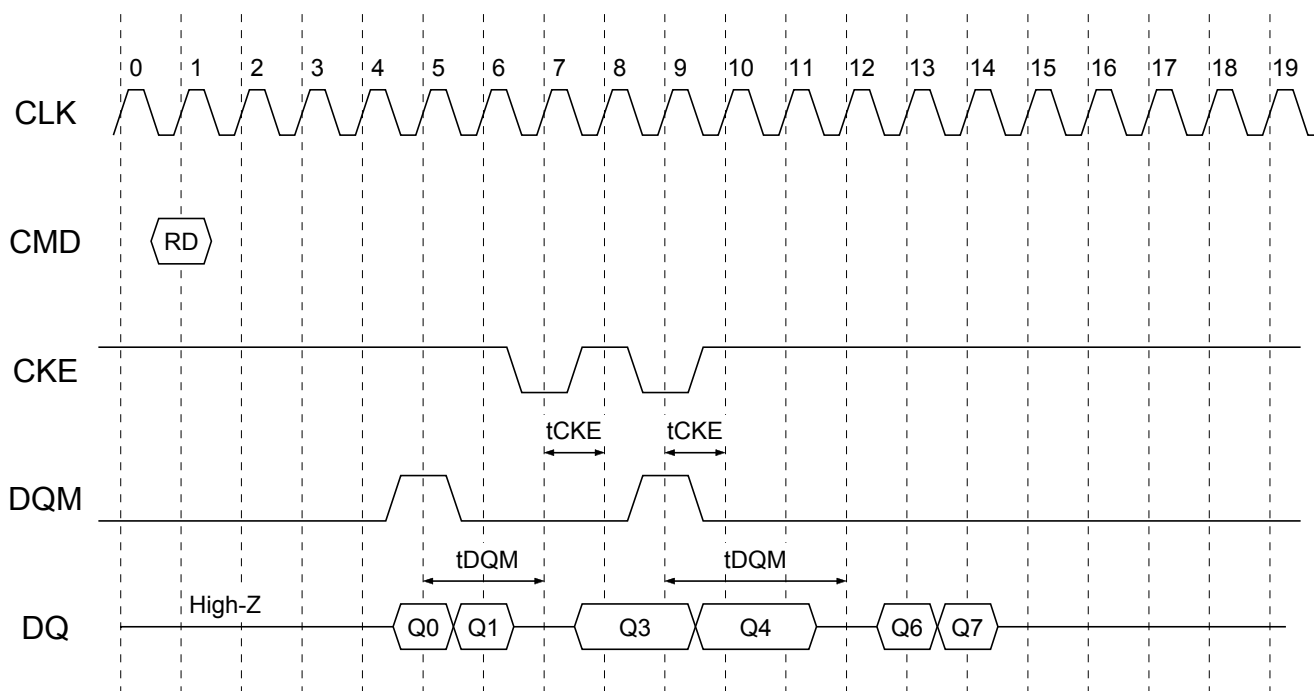 0 1 2 3 4 5 6 7 8 9 10 11 12 13 14 15 16 17 18 19
CLK
CMD RD
CKE
tCKE tCKE
DQM
tDQM tDQM
High-Z
DQ Q0 Q1 Q3 Q4 Q6 Q7